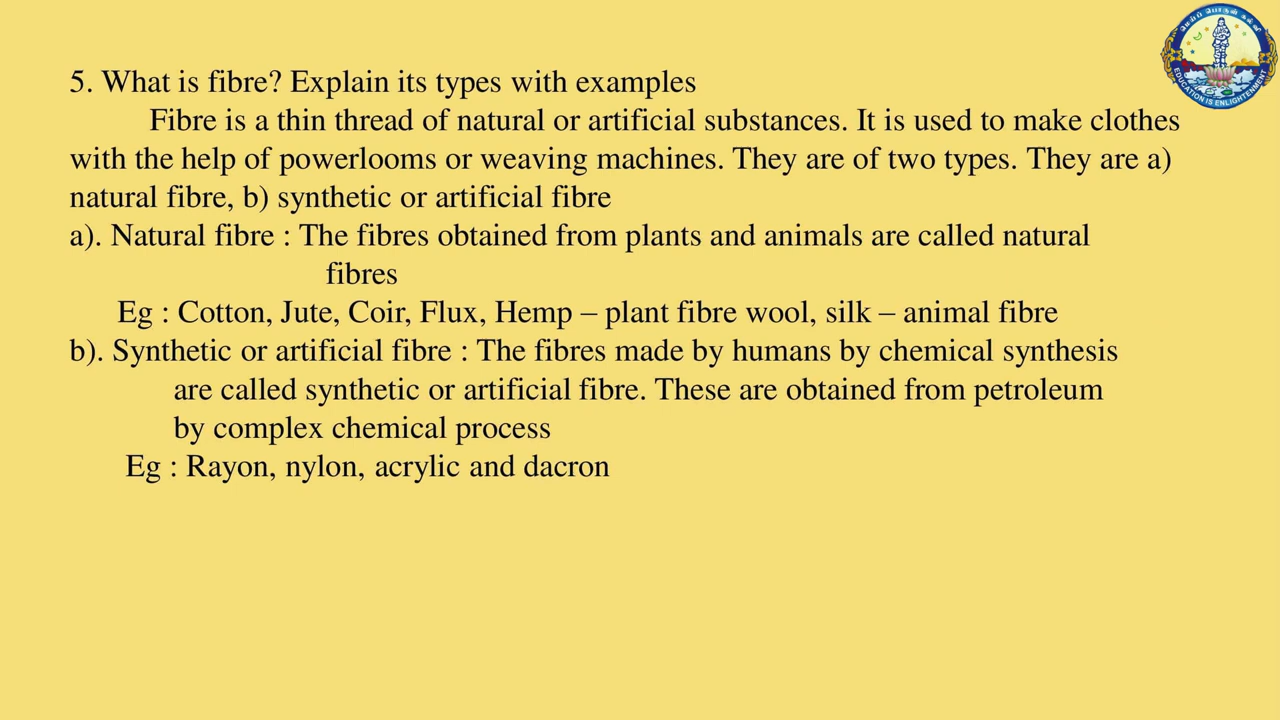 மெய்ப் பொருள் கல்வி
EDUCATION IS ENLIGHTENMENT
5. What is fibre? Explain its types with examples
Fibre is a thin thread of natural or artificial substances. It is used to make clothes
with the help of powerlooms or weaving machines. They are of two types. They are a)
natural fibre, b) synthetic or artificial fibre
a). Natural fibre : The fibres obtained from plants and animals are called natural
fibres
Eg : Cotton, Jute, Coir, Flux, Hemp – plant fibre wool, silk – animal fibre
b). Synthetic or artificial fibre : The fibres made by humans by chemical synthesis
are called synthetic or artificial fibre. These are obtained from petroleum
by complex chemical process
Eg : Rayon, nylon, acrylic and dacron